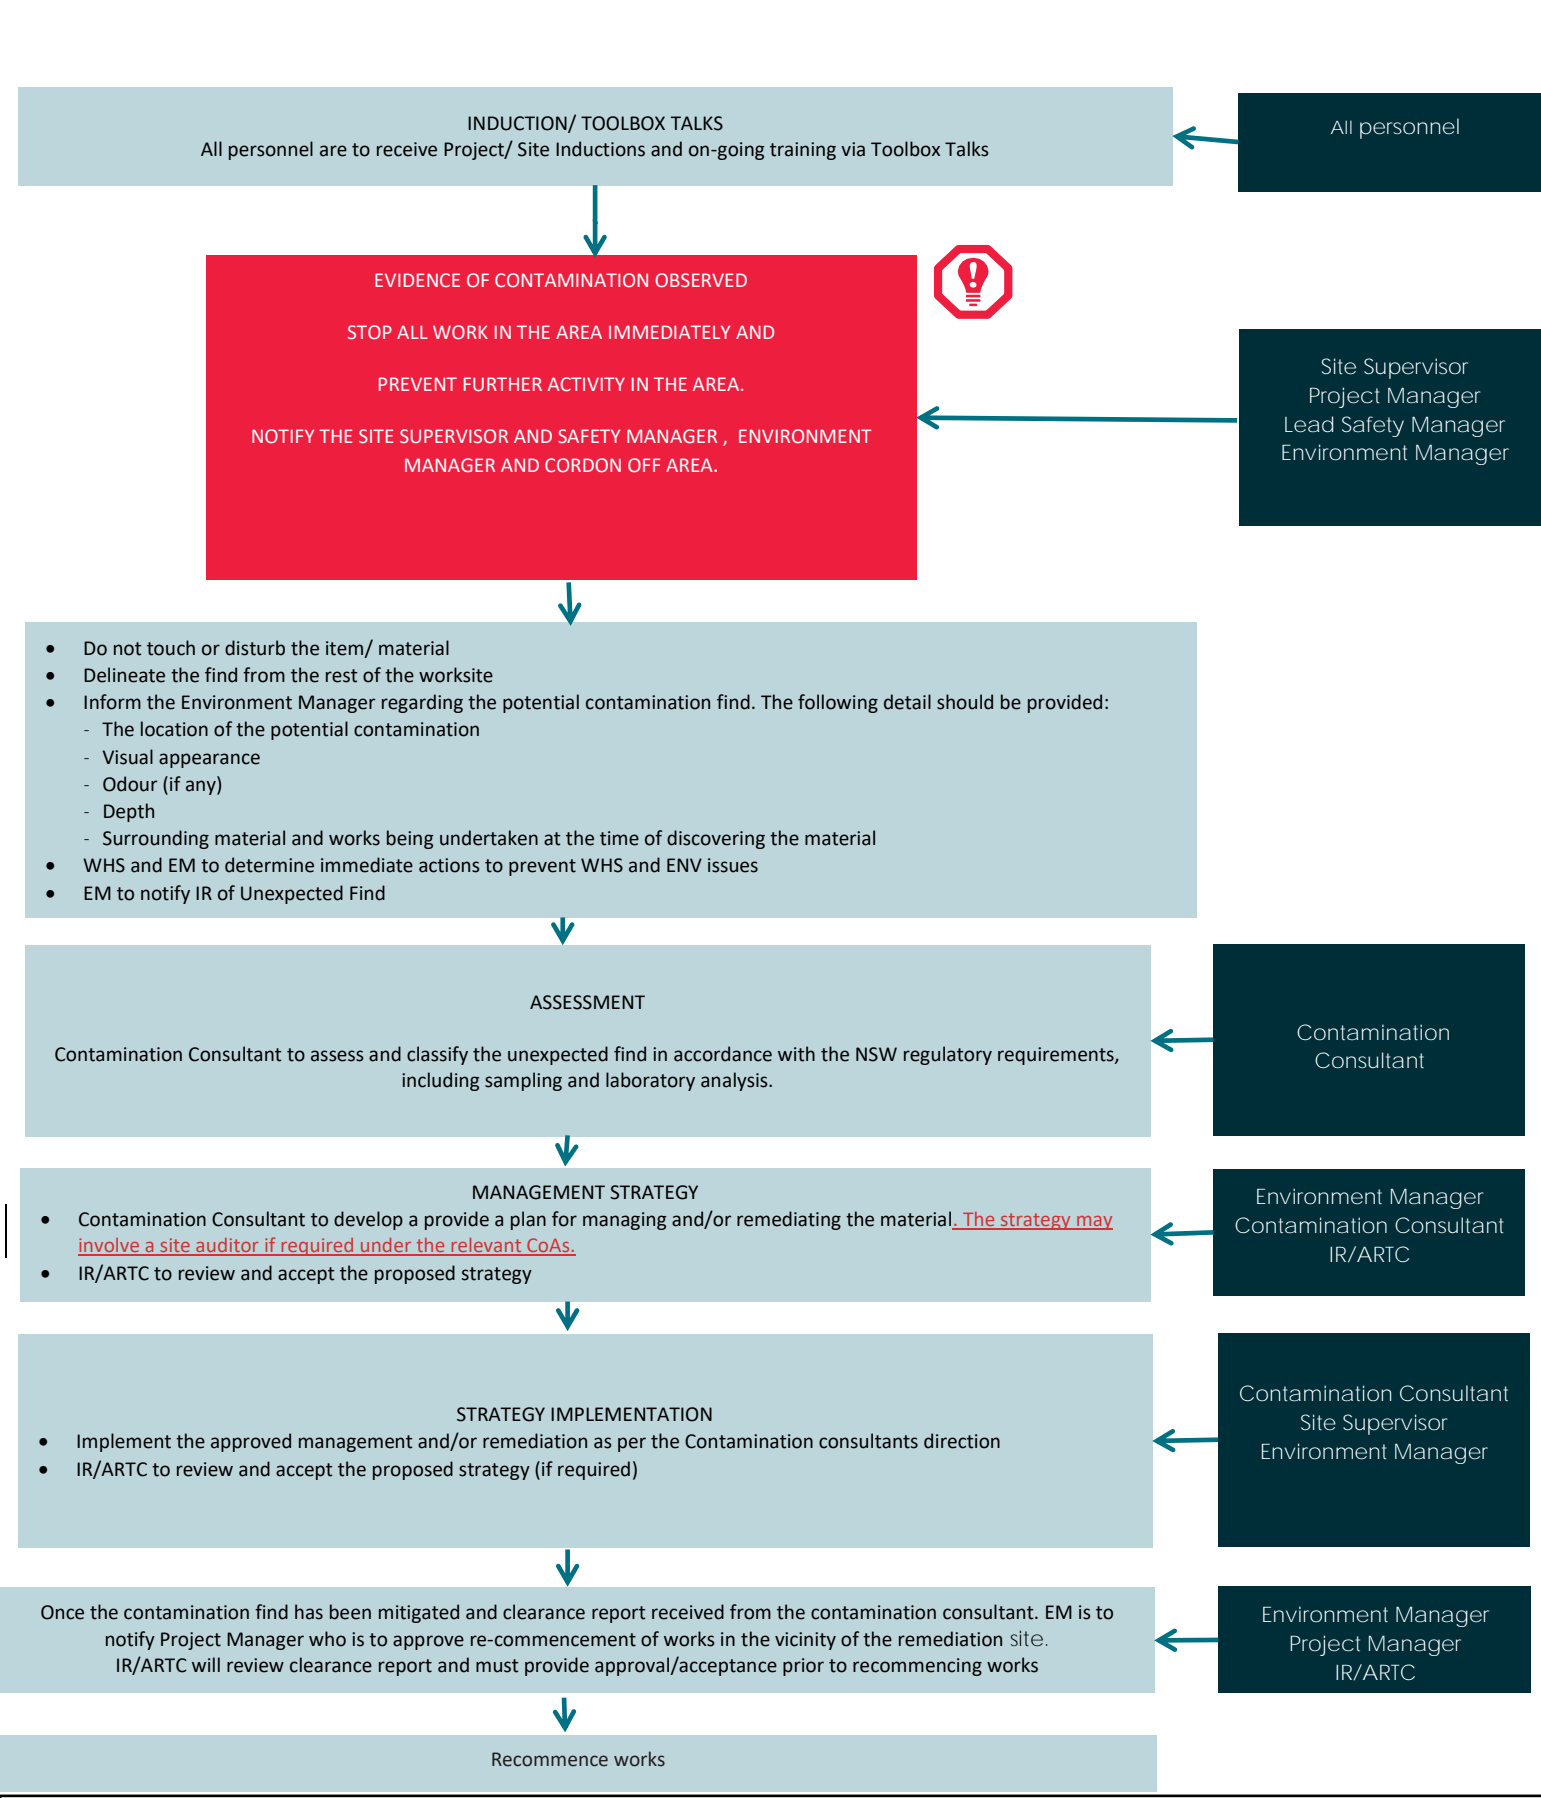 INDUCTION/ TOOLBOX TALKS
All personnel are to receive Project/ Site Inductions and on-going training via Toolbox Talks
All personnel
EVIDENCE OF CONTAMINATION OBSERVED
STOP ALL WORK IN THE AREA IMMEDIATELY AND
PREVENT FURTHER ACTIVITY IN THE AREA.
NOTIFY THE SITE SUPERVISOR AND SAFETY MANAGER , ENVIRONMENT
MANAGER AND CORDON OFF AREA.
Site Supervisor
Project Manager
Lead Safety Manager
Environment Manager
• Do not touch or disturb the item/ material
• Delineate the find from the rest of the worksite
• Inform the Environment Manager regarding the potential contamination find. The following detail should be provided:
- The location of the potential contamination
- Visual appearance
- Odour (if any)
- Depth
- Surrounding material and works being undertaken at the time of discovering the material
• WHS and EM to determine immediate actions to prevent WHS and ENV issues
• EM to notify IR of Unexpected Find
ASSESSMENT
Contamination Consultant to assess and classify the unexpected find in accordance with the NSW regulatory requirements,
including sampling and laboratory analysis.
Contamination
Consultant
MANAGEMENT STRATEGY
• Contamination Consultant to develop a provide a plan for managing and/or remediating the material. The strategy may
involve a site auditor if required under the relevant CoAs.
• IR/ARTC to review and accept the proposed strategy
Environment Manager
Contamination Consultant
IR/ARTC
STRATEGY IMPLEMENTATION
• Implement the approved management and/or remediation as per the Contamination consultants direction
• IR/ARTC to review and accept the proposed strategy (if required)
Contamination Consultant
Site Supervisor
Environment Manager
Once the contamination find has been mitigated and clearance report received from the contamination consultant. EM is to
notify Project Manager who is to approve re-commencement of works in the vicinity of the remediation site.
IR/ARTC will review clearance report and must provide approval/acceptance prior to recommencing works
Environment Manager
Project Manager
IR/ARTC
Recommence works